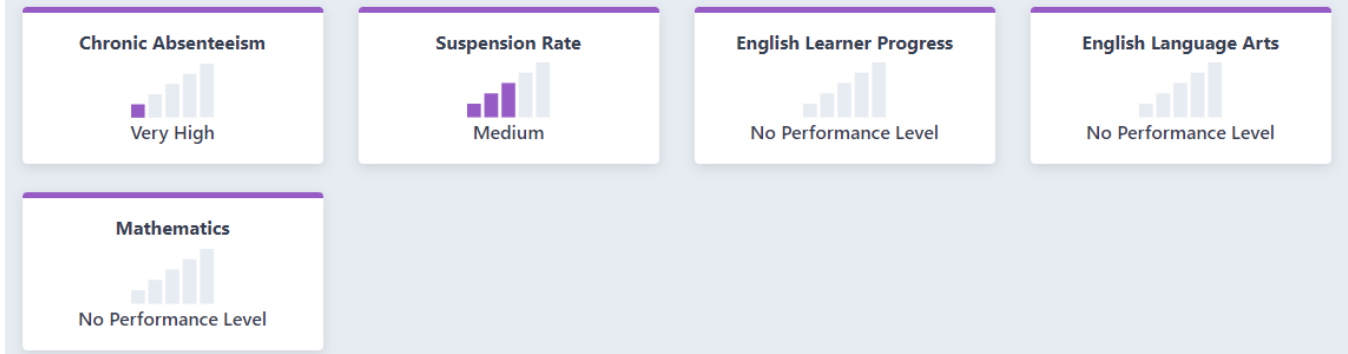 Chronic Absenteeism
Very High
Suspension Rate
Medium
English Learner Progress
No Performance Level
English Language Arts
No Performance Level
Mathematics
No Performance Level